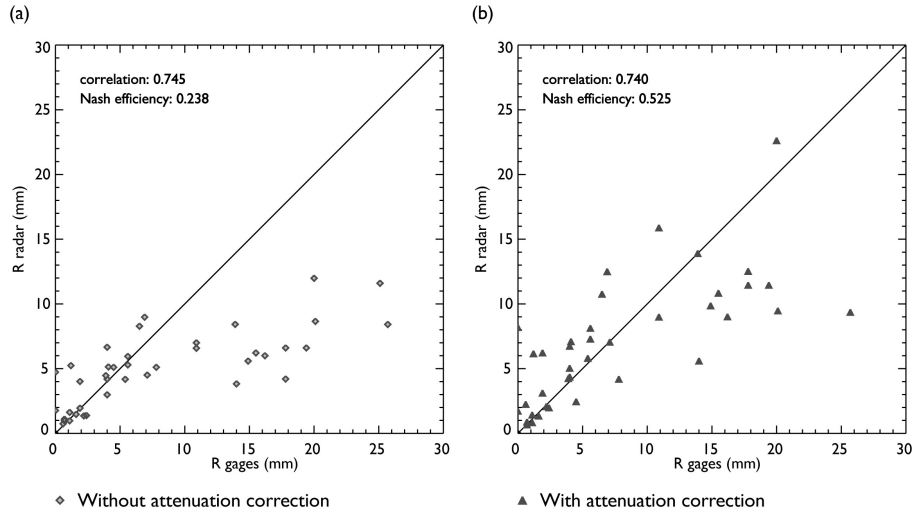 (a)
correlation: 0.745
Nash efficiency: 0.238
30
25
20
15
10
5
0
R radar (mm)
0 5 10 15 20 25 30
R gages (mm)
Without attenuation correction
(b)
correlation: 0.740
Nash efficiency: 0.525
30
25
20
15
10
5
0
R radar (mm)
0 5 10 15 20 25 30
R gages (mm)
With attenuation correction